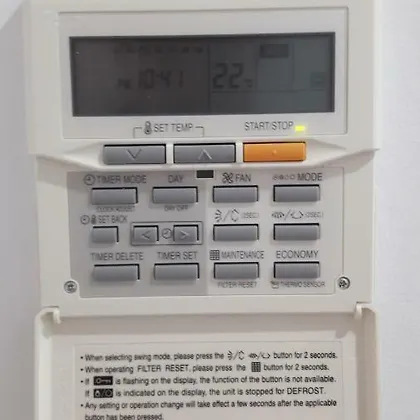 10:41 22
SET TEMP START/STOP
TIMER MODE DAY FAN MODE
CLOCK ADJUST DAY OFF
SET BACK (2SEC) (2SEC)
TIMER DELETE TIMER SET MAINTENANCE ECONOMY
FILTER RESET THERMO SENSOR
• When selecting swing mode, please press the button for 2 seconds.
• When operating FILTER RESET, please press the button for 2 seconds.
• If is flashing on the display, the function of the button is not available.
• If is indicated on the display, the unit is stopped for DEFROST.
• Any setting or operation change will take effect a few seconds after the applicable
button has been pressed.